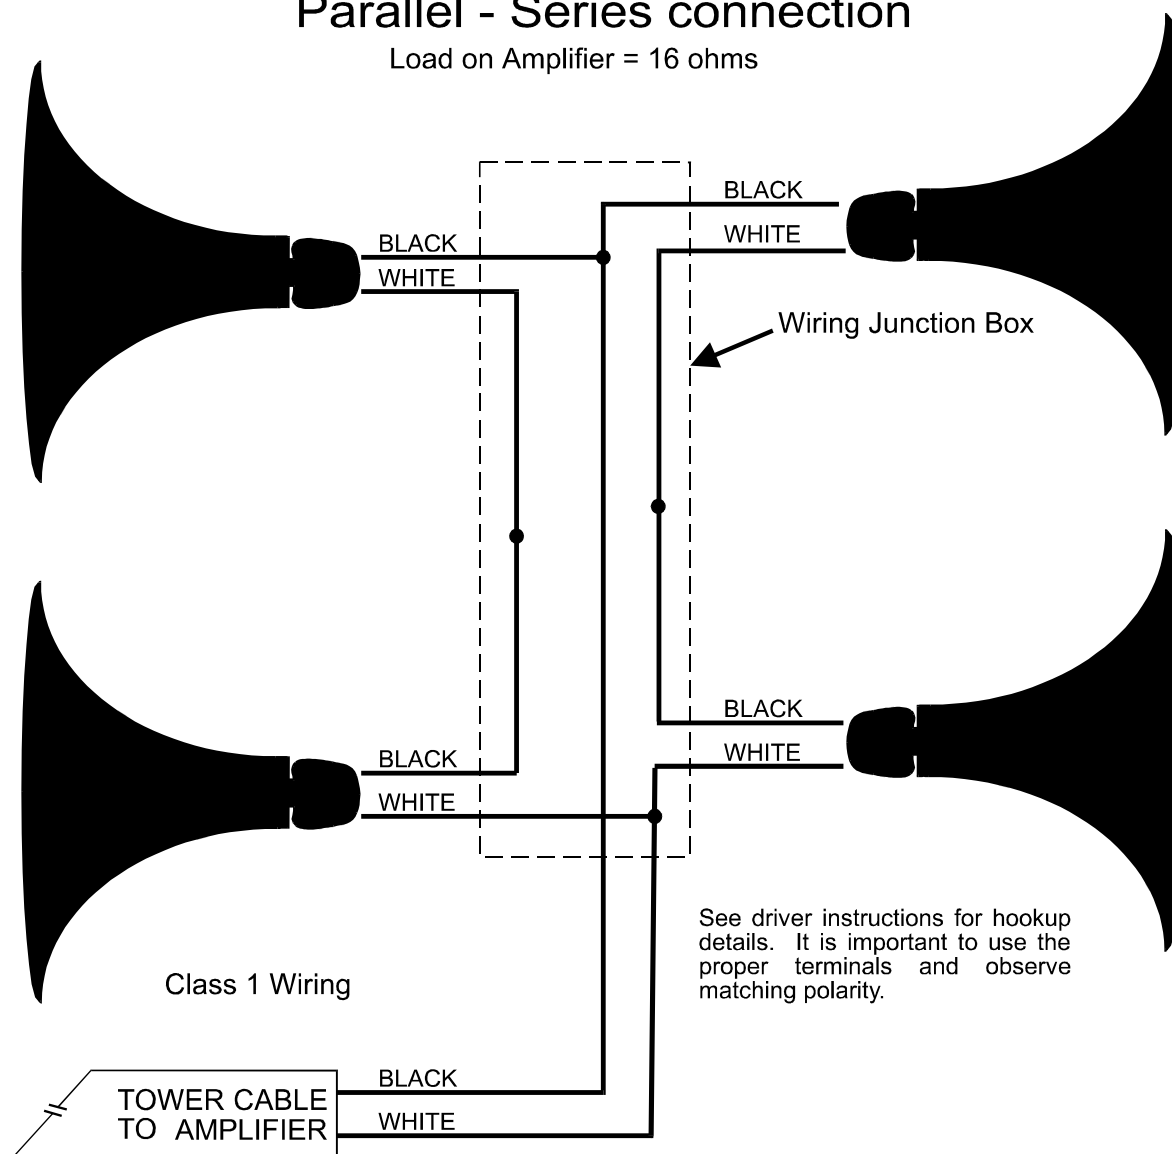 Parallel - Series connection
Load on Amplifier = 16 ohms
BLACK
WHITE
BLACK
WHITE
Wiring Junction Box
BLACK
WHITE
BLACK
WHITE
See driver instructions for hookup
details. It is important to use the
proper terminals and observe
matching polarity.
Class 1 Wiring
BLACK
WHITE
TOWER CABLE
TO AMPLIFIER